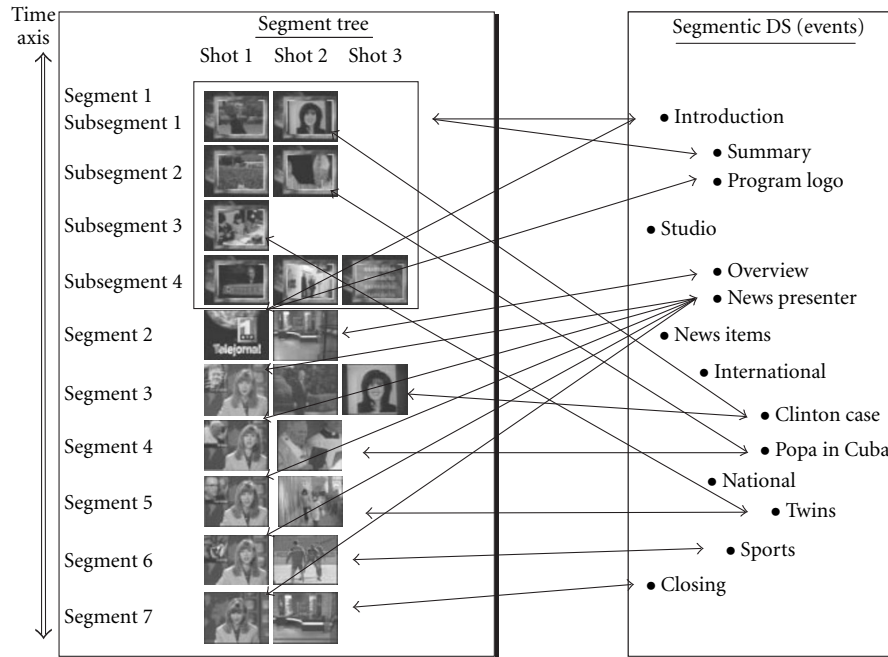 Time
axis
Segment tree
Shot 1 Shot 2 Shot 3
Segment 1
Subsegment 1
Subsegment 2
Subsegment 3
Subsegment 4
Segment 2
1
Telejornal
Segment 3
Segment 4
Segment 5
Segment 6
Segment 7
Segmentic DS (events)
• Introduction
• Summary
• Program logo
• Studio
• Overview
• News presenter
• News items
• International
• Clinton case
• Popa in Cuba
• National
• Twins
• Sports
• Closing